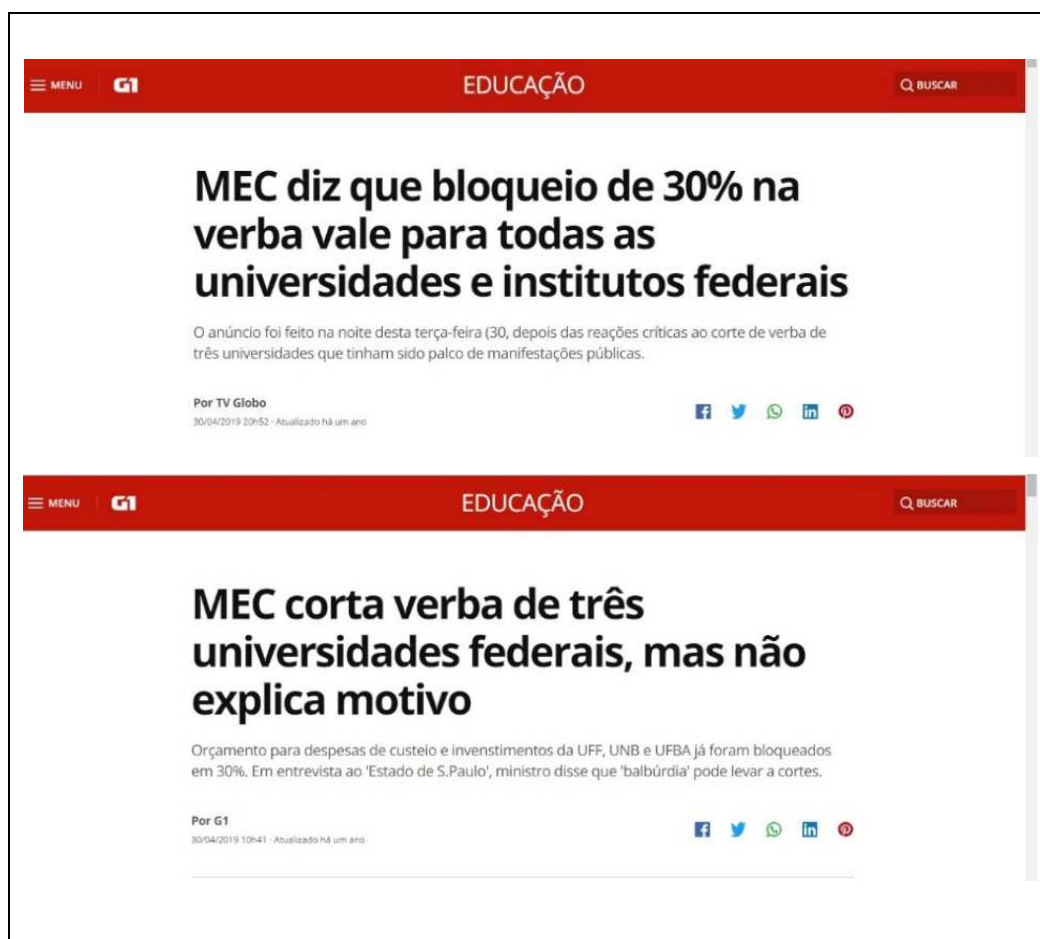 MENU G1 EDUCAÇÃO BUSCAR
MEC diz que bloqueio de 30% na
verba vale para todas as
universidades e institutos federais
O anúncio foi feito na noite desta terça-feira (30, depois das reações críticas ao corte de verba de
três universidades que tinham sido palco de manifestações públicas.
Por TV Globo
30/04/2019 20h52 · Atualizado há um ano
MENU G1 EDUCAÇÃO BUSCAR
MEC corta verba de três
universidades federais, mas não
explica motivo
Orçamento para despesas de custeio e invenstimentos da UFF, UNB e UFBA já foram bloqueados
em 30%. Em entrevista ao 'Estado de S.Paulo', ministro disse que 'balbúrdia' pode levar a cortes.
Por G1
30/04/2019 10h41 · Atualizado há um ano